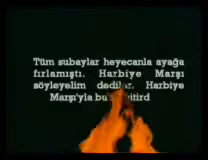 Tüm subaylar heyecanla ayağa
fırlamıştı. Harbiye Marşı
söyleyelim dediler. Harbiye
Marşı'yla bu